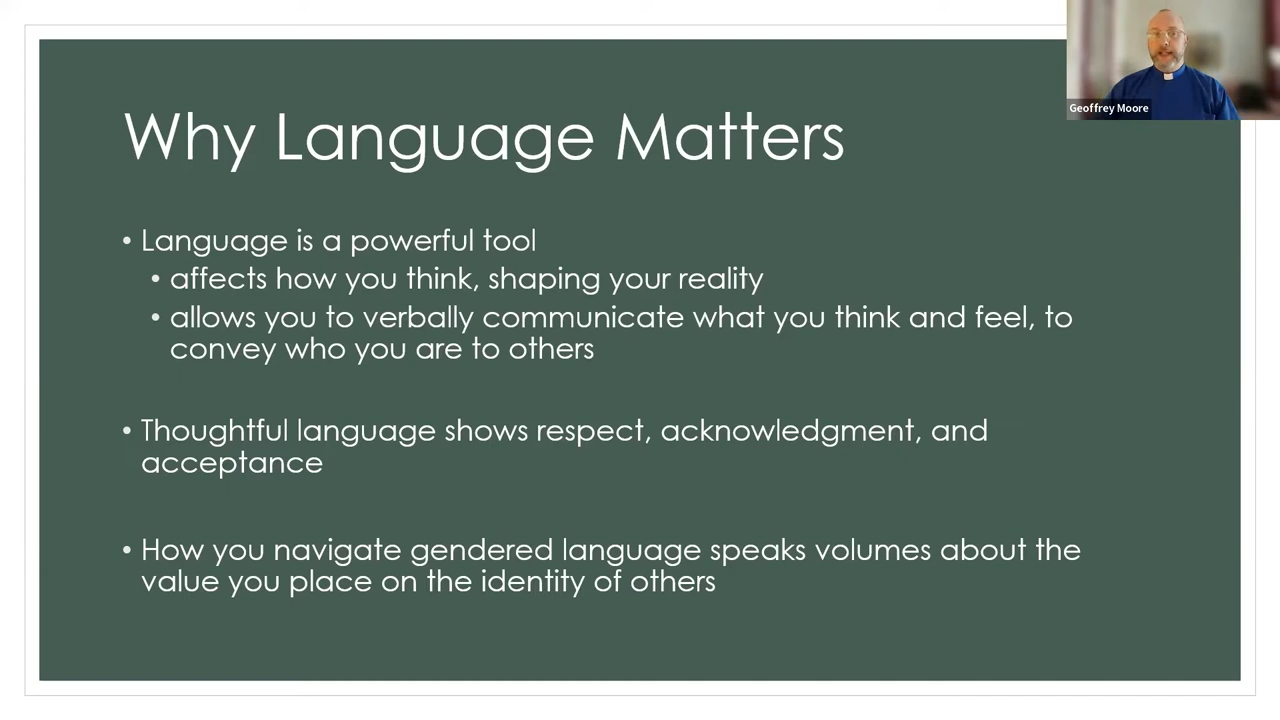 Why Language Matters
Geoffrey Moore
• Language is a powerful tool
• affects how you think, shaping your reality
• allows you to verbally communicate what you think and feel, to
convey who you are to others
• Thoughtful language shows respect, acknowledgment, and
acceptance
• How you navigate gendered language speaks volumes about the
value you place on the identity of others